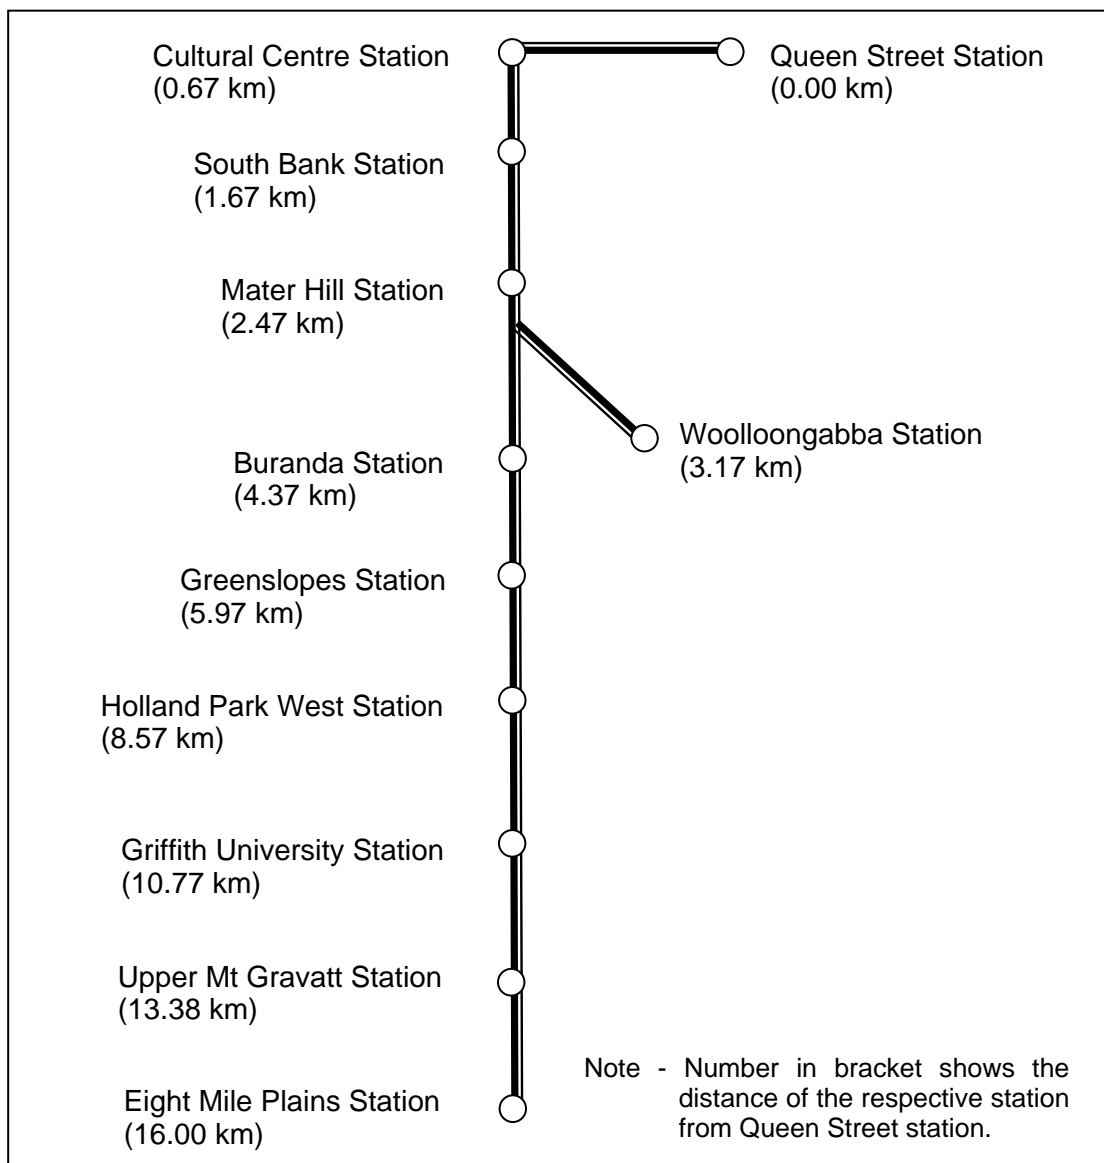 Cultural Centre Station
(0.67 km)
Queen Street Station
(0.00 km)
South Bank Station
(1.67 km)
Mater Hill Station
(2.47 km)
Woolloongabba Station
(3.17 km)
Buranda Station
(4.37 km)
Greenslopes Station
(5.97 km)
Holland Park West Station
(8.57 km)
Griffith University Station
(10.77 km)
Upper Mt Gravatt Station
(13.38 km)
Eight Mile Plains Station
(16.00 km)
Note - Number in bracket shows the
distance of the respective station
from Queen Street station.